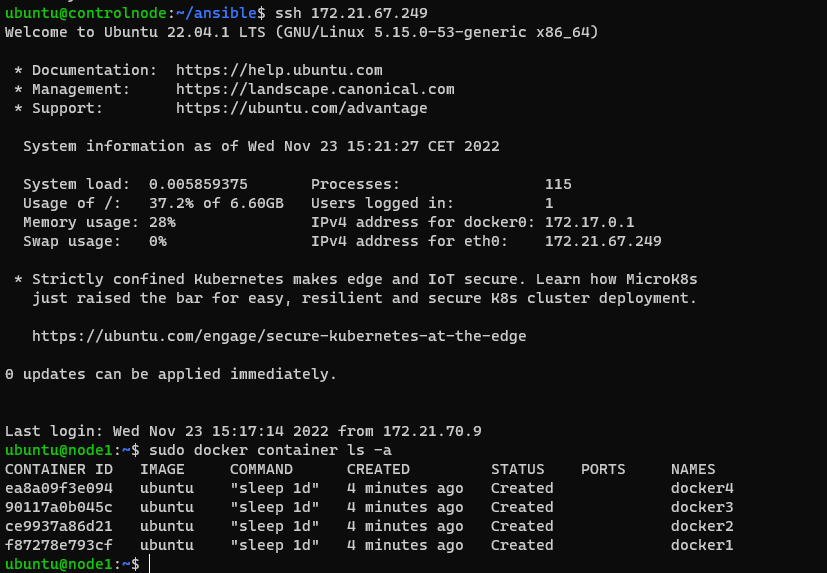 ubuntu@controlnode:~/ansible$ ssh 172.21.67.249
Welcome to Ubuntu 22.04.1 LTS (GNU/Linux 5.15.0-53-generic x86_64)
* Documentation:  https://help.ubuntu.com
* Management:     https://landscape.canonical.com
* Support:        https://ubuntu.com/advantage
System information as of Wed Nov 23 15:21:27 CET 2022
System load:  0.005859375       Processes:                115
Usage of /:   37.2% of 6.60GB   Users logged in:          1
Memory usage: 28%                IPv4 address for docker0: 172.17.0.1
Swap usage:   0%                 IPv4 address for eth0:    172.21.67.249
* Strictly confined Kubernetes makes edge and IoT secure. Learn how MicroK8s
just raised the bar for easy, resilient and secure K8s cluster deployment.
https://ubuntu.com/engage/secure-kubernetes-at-the-edge
0 updates can be applied immediately.
Last login: Wed Nov 23 15:17:14 2022 from 172.21.70.9
ubuntu@node1:~$ sudo docker container ls -a
CONTAINER ID   IMAGE     COMMAND      CREATED         STATUS    PORTS     NAMES
ea8a09f3e094   ubuntu    "sleep 1d"   4 minutes ago   Created             docker4
90117a0b045c   ubuntu    "sleep 1d"   4 minutes ago   Created             docker3
ce9937a86d21   ubuntu    "sleep 1d"   4 minutes ago   Created             docker2
f87278e793cf   ubuntu    "sleep 1d"   4 minutes ago   Created             docker1
ubuntu@node1:~$